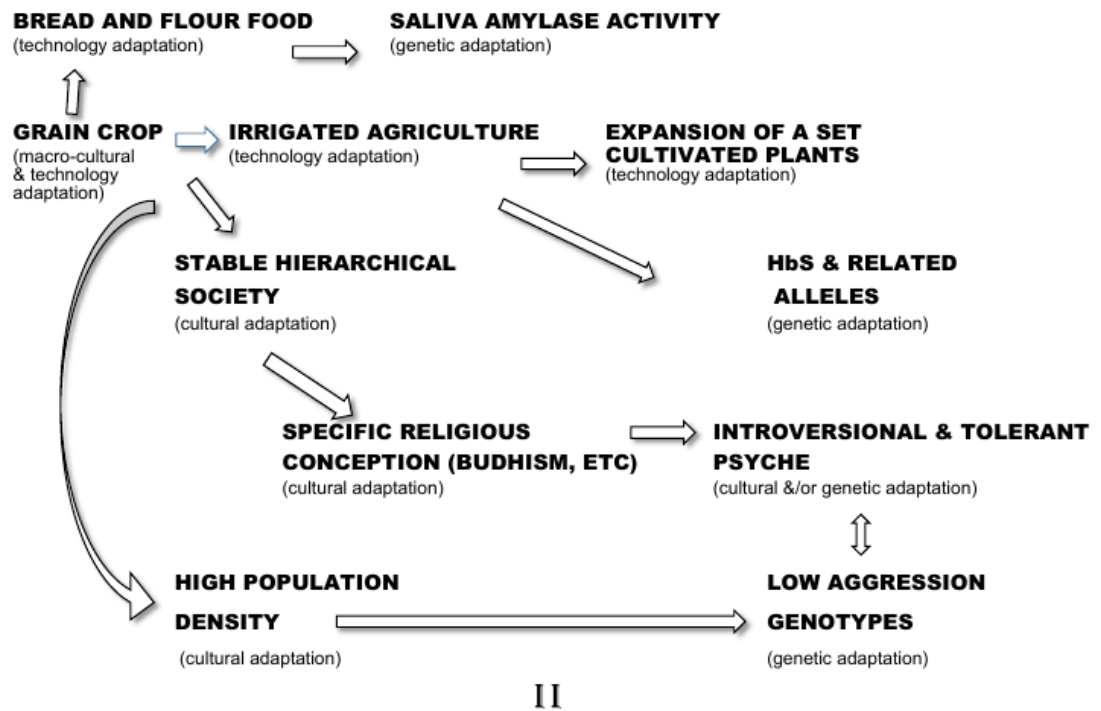 BREAD AND FLOUR FOOD
(technology adaptation)
SALIVA AMYLASE ACTIVITY
(genetic adaptation)
GRAIN CROP
(macro-cultural
& technology
adaptation)
IRRIGATED AGRICULTURE
(technology adaptation)
EXPANSION OF A SET
CULTIVATED PLANTS
(technology adaptation)
STABLE HIERARCHICAL
SOCIETY
(cultural adaptation)
HbS & RELATED
ALLELES
(genetic adaptation)
SPECIFIC RELIGIOUS
CONCEPTION (BUDHISM, ETC)
(cultural adaptation)
INTROVERSIONAL & TOLERANT
PSYCHE
(cultural &/or genetic adaptation)
HIGH POPULATION
DENSITY
(cultural adaptation)
LOW AGGRESSION
GENOTYPES
(genetic adaptation)
II